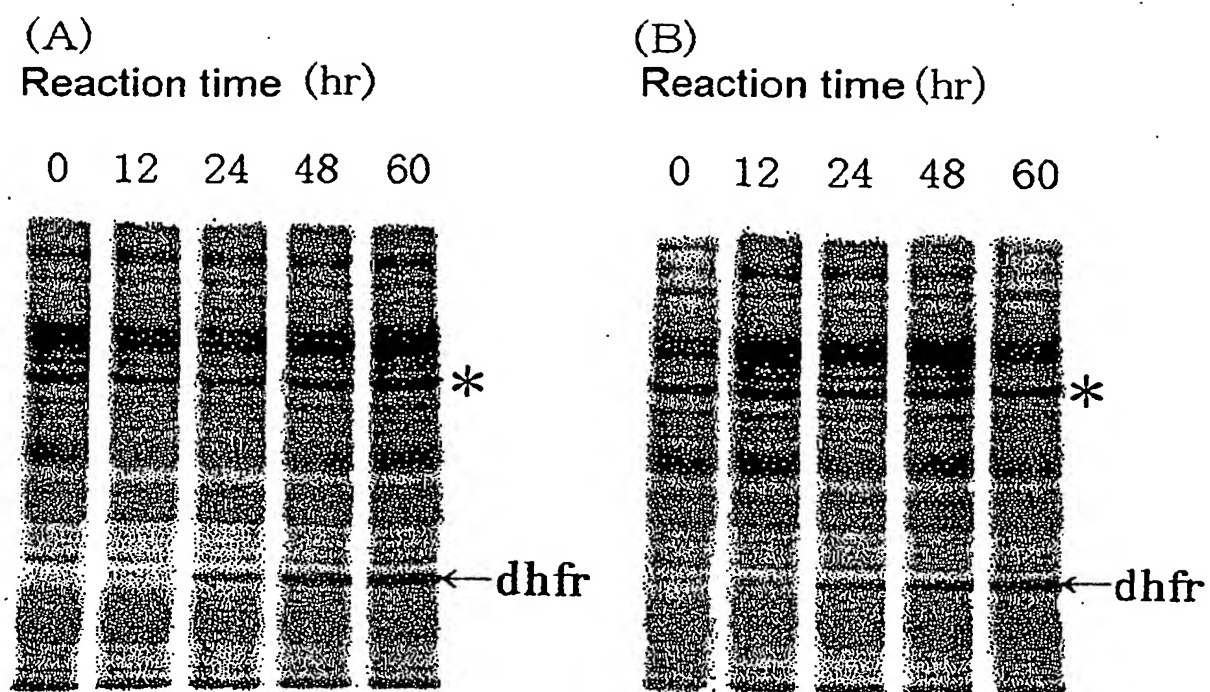 (A)
Reaction time (hr)
0 12 24 48 60
*
dhfr
(B)
Reaction time (hr)
0 12 24 48 60
*
dhfr